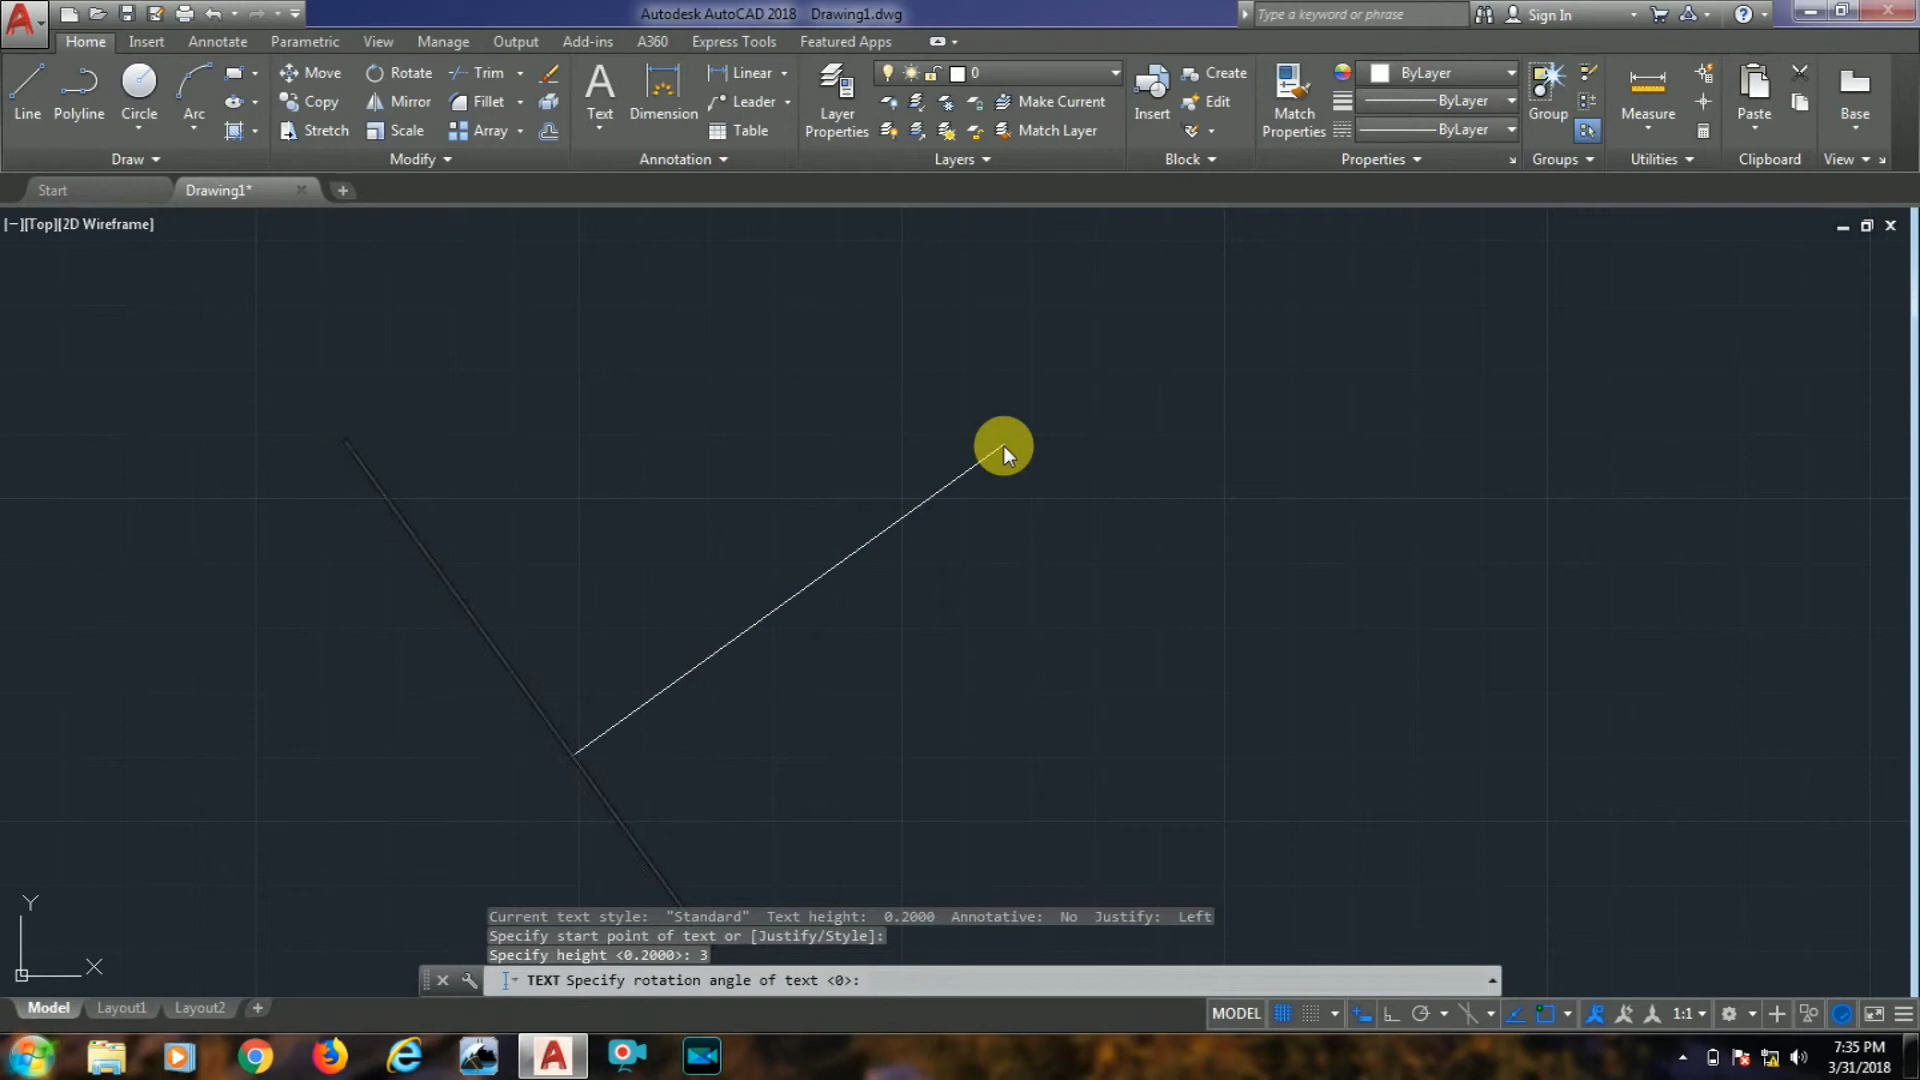 Autodesk AutoCAD 2018 Drawing1.dwg
Type a keyword or phrase
Sign In
Home Insert Annotate Parametric View Manage Output Add-ins A360 Express Tools Featured Apps
Line Polyline Circle Arc
Move Rotate Trim
Copy Mirror Fillet
Stretch Scale Array
Text Dimension
Linear
Leader
Table
Layer Properties
0
Make Current
Match Layer
Insert
Create
Edit
Match Properties
ByLayer
ByLayer
ByLayer
Group
Measure
Paste
Base
Draw Modify Annotation Layers Block Properties Groups Utilities Clipboard View
Start Drawing1*
[−][Top][2D Wireframe]
Y
X
Current text style: "Standard" Text height: 0.2000 Annotative: No Justify: Left
Specify start point of text or [Justify/Style]:
Specify height <0.2000>: 3
TEXT Specify rotation angle of text <0>:
Model Layout1 Layout2
MODEL 1:1
7:35 PM
3/31/2018